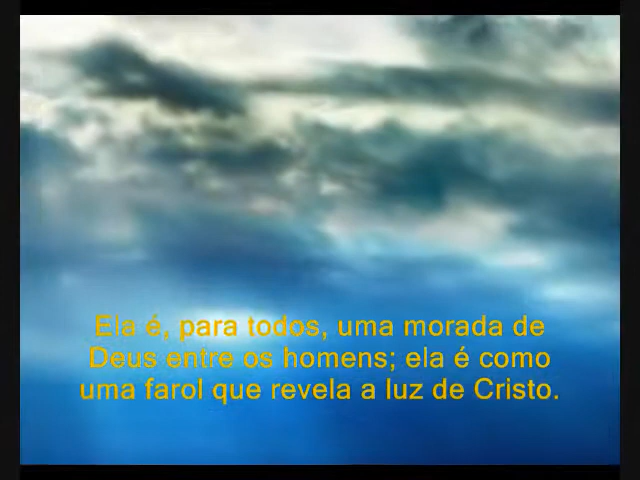 Ela é, para todos, uma morada de
Deus entre os homens; ela é como
uma farol que revela a luz de Cristo.